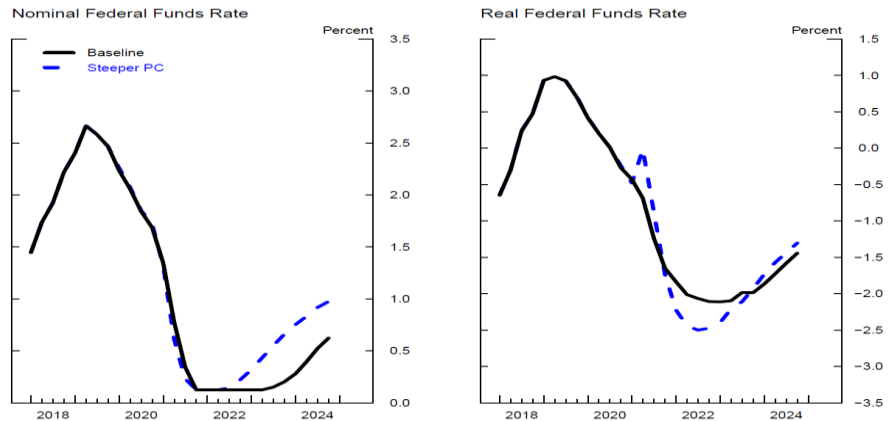 Nominal Federal Funds Rate
Percent
Baseline
Steeper PC
3.5
3.0
2.5
2.0
1.5
1.0
0.5
0.0
2018 2020 2022 2024
Real Federal Funds Rate
Percent
1.5
1.0
0.5
0.0
−0.5
−1.0
−1.5
−2.0
−2.5
−3.0
−3.5
2018 2020 2022 2024